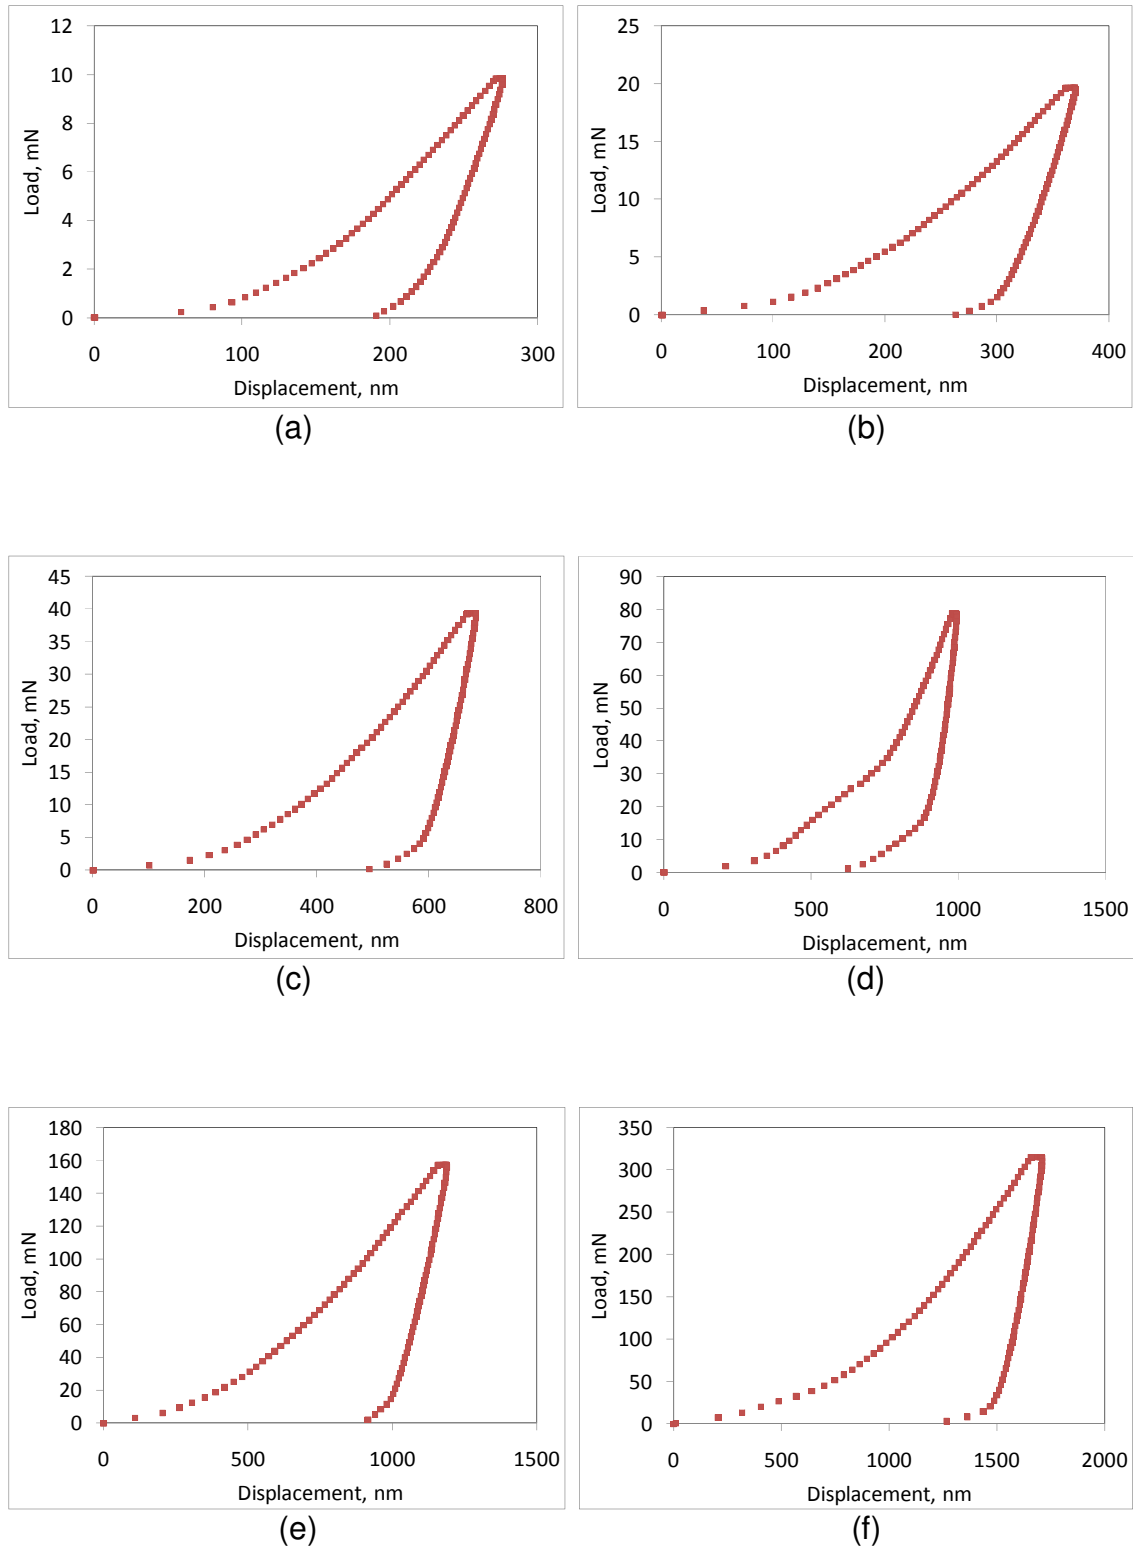 12
10
8
6
4
2
0
Load, mN
0 100 200 300
Displacement, nm
(a)
25
20
15
10
5
0
Load, mN
0 100 200 300 400
Displacement, nm
(b)
45
40
35
30
25
20
15
10
5
0
Load, mN
0 200 400 600 800
Displacement, nm
(c)
90
80
70
60
50
40
30
20
10
0
Load, mN
0 500 1000 1500
Displacement, nm
(d)
180
160
140
120
100
80
60
40
20
0
Load, mN
0 500 1000 1500
Displacement, nm
(e)
350
300
250
200
150
100
50
0
Load, mN
0 500 1000 1500 2000
Displacement, nm
(f)